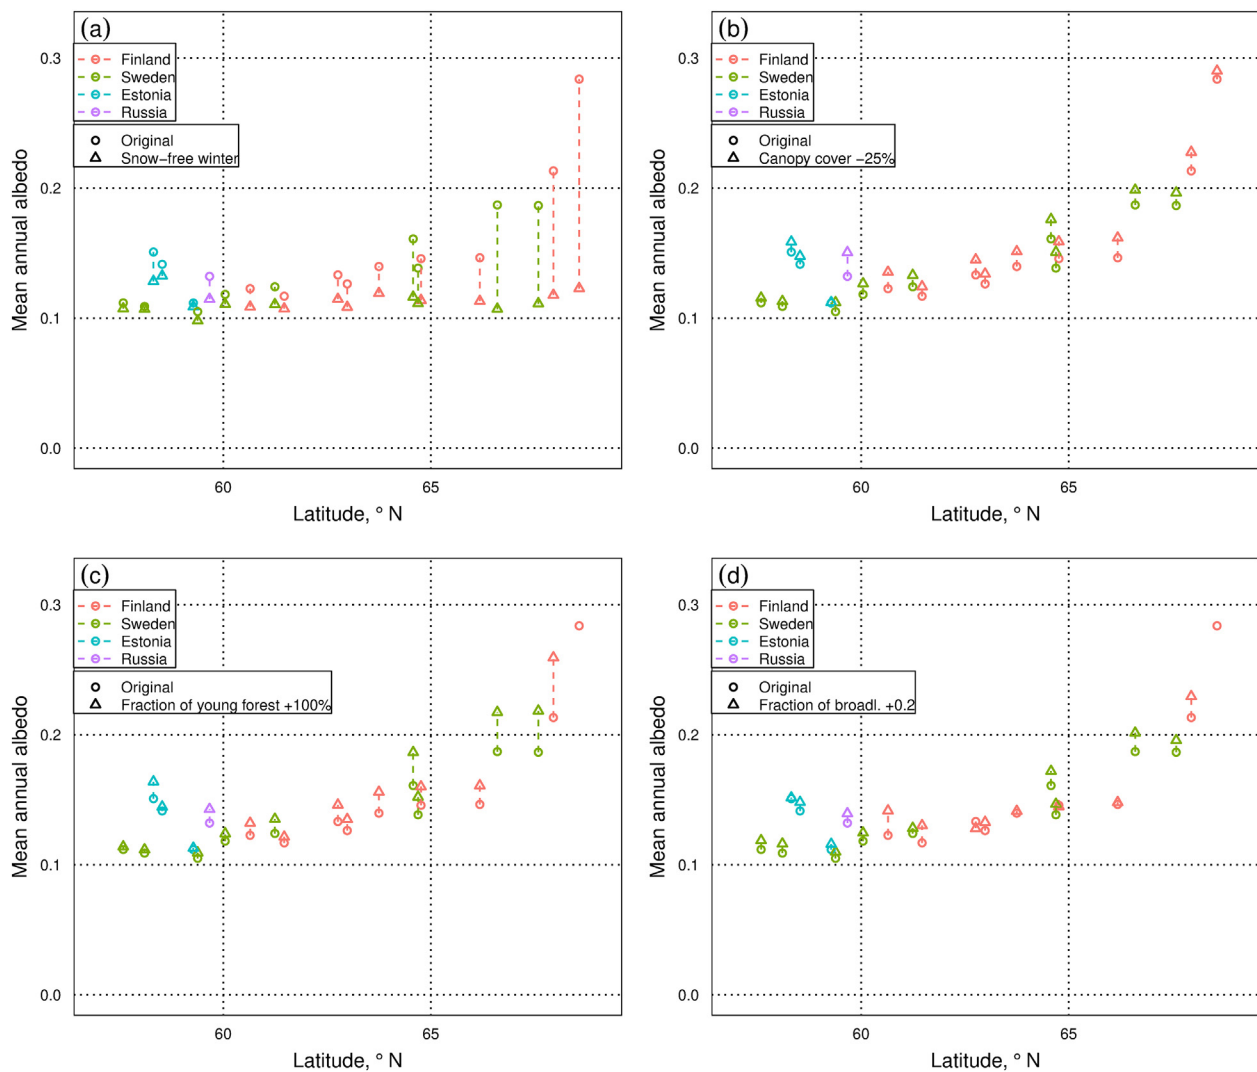 (a)
Finland
Sweden
Estonia
Russia
Original
Snow-free winter
0.3
0.2
0.1
0.0
60
65
Mean annual albedo
Latitude, ° N
(b)
Finland
Sweden
Estonia
Russia
Original
Canopy cover -25%
0.3
0.2
0.1
0.0
60
65
Mean annual albedo
Latitude, ° N
(c)
Finland
Sweden
Estonia
Russia
Original
Fraction of young forest +100%
0.3
0.2
0.1
0.0
60
65
Mean annual albedo
Latitude, ° N
(d)
Finland
Sweden
Estonia
Russia
Original
Fraction of broadl. +0.2
0.3
0.2
0.1
0.0
60
65
Mean annual albedo
Latitude, ° N